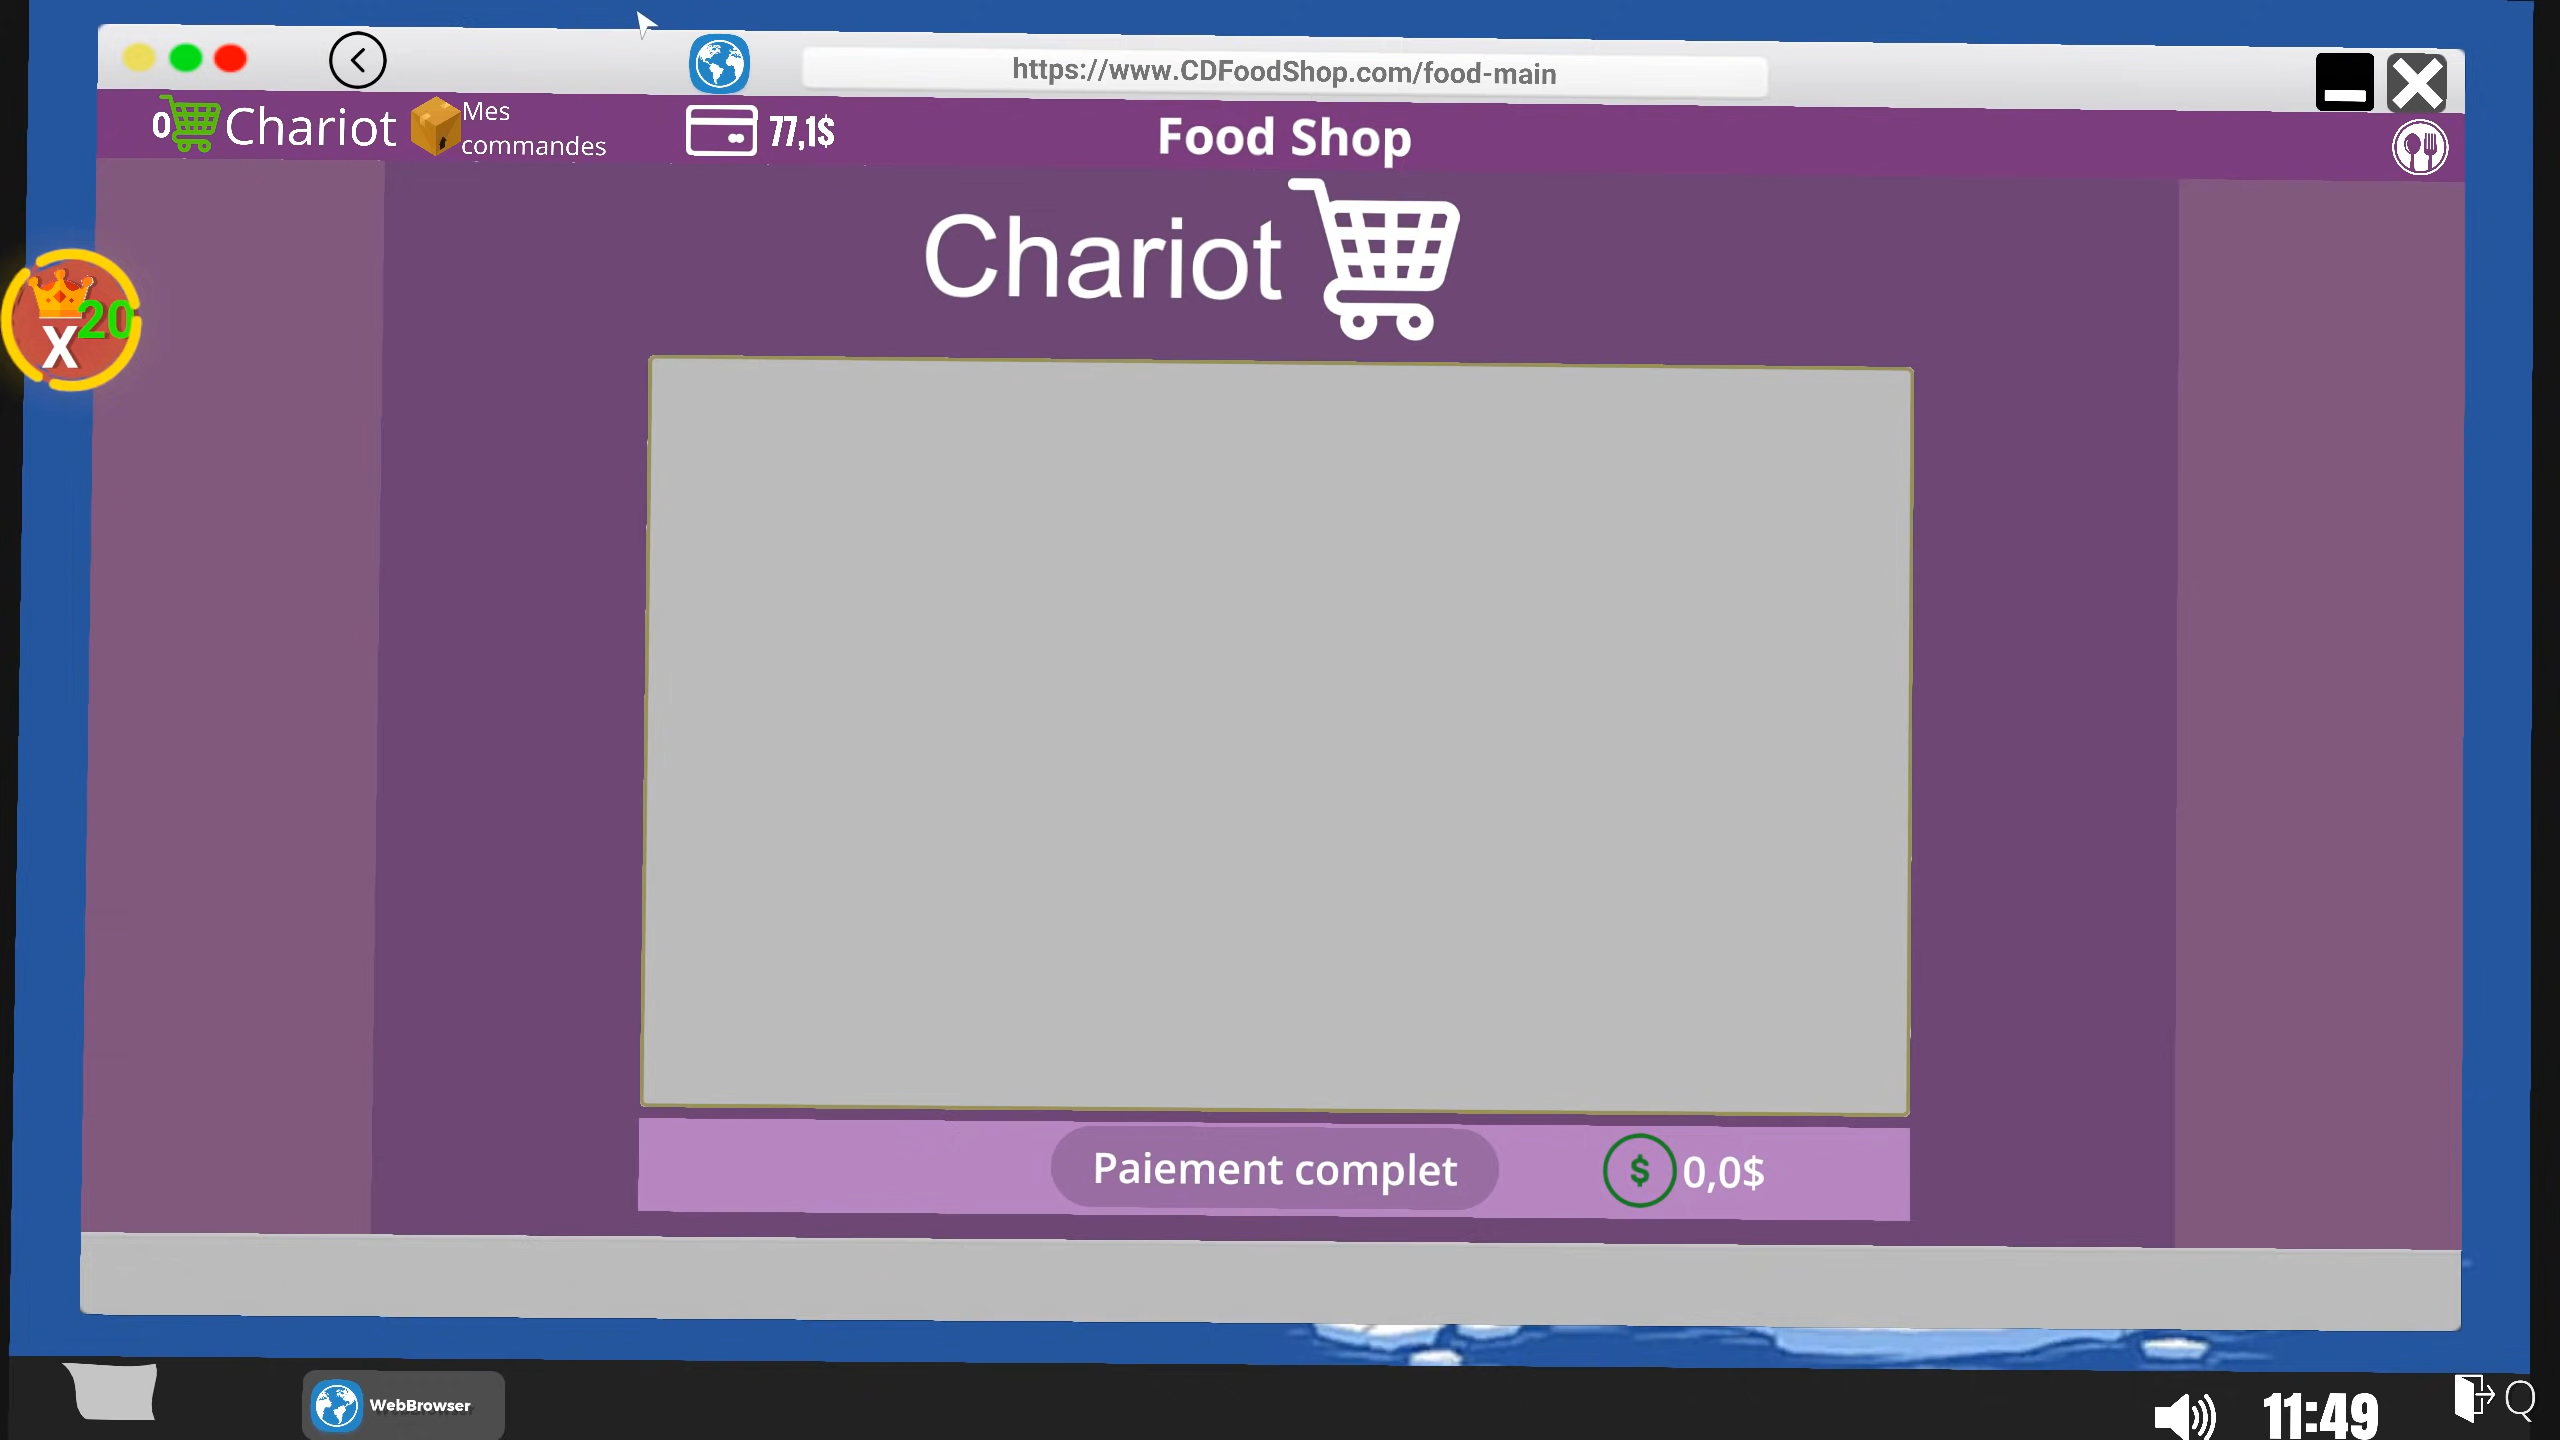 https://www.CDFoodShop.com/food-main
0 Chariot
Mes
commandes
77,1$
Food Shop
Chariot
X20
Paiement complet
$ 0,0$
WebBrowser
11:49
Q